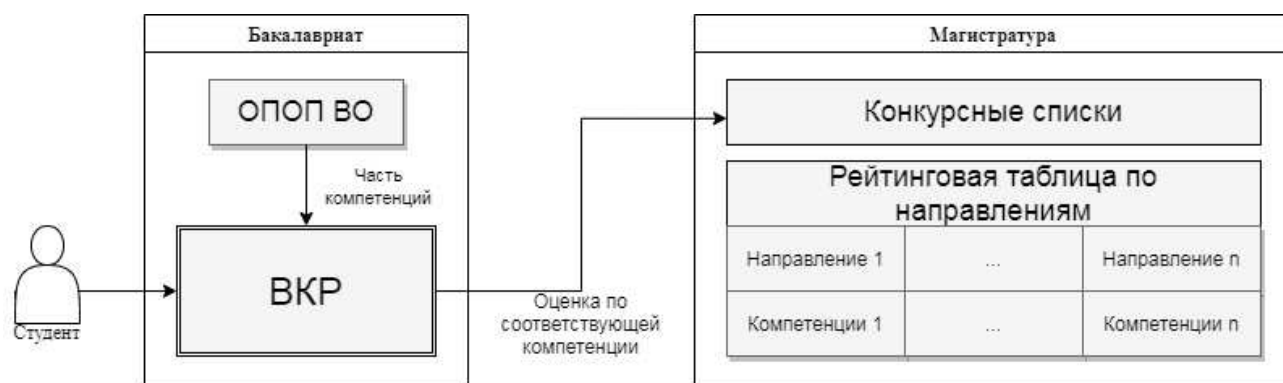 Бакалавриат
ОПОП ВО
Часть
компетенций
ВКР
Студент
Оценка по
соответствующей
компетенции
Магистратура
Конкурсные списки
Рейтинговая таблица по
направлениям
Направление 1
...
Направление n
Компетенции 1
...
Компетенции n